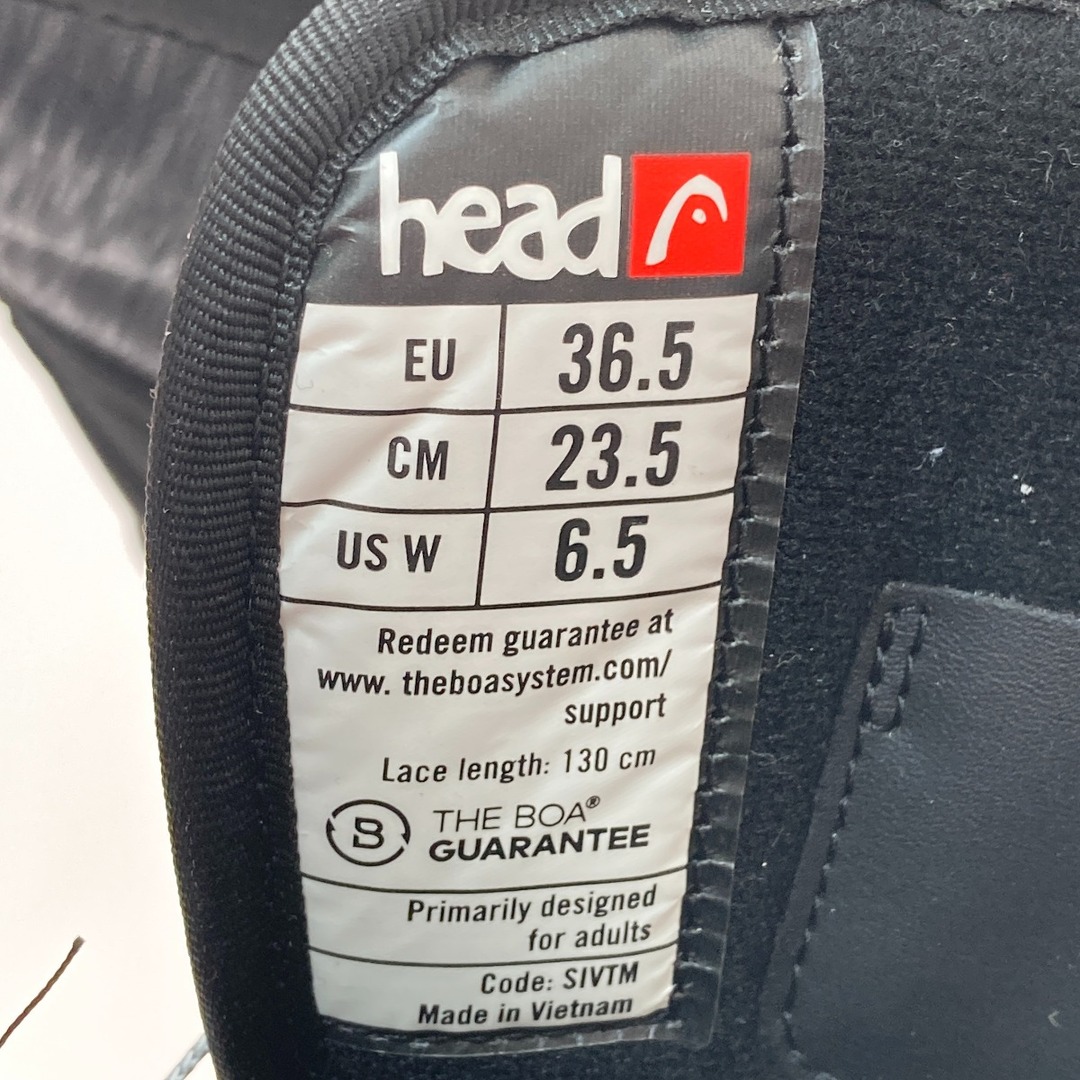 head
EU 36.5
CM 23.5
US W 6.5
Redeem guarantee at
www. theboasystem.com/
support
Lace length: 130 cm
B THE BOA®
GUARANTEE
Primarily designed
for adults
Code: SIVTM
Made in Vietnam